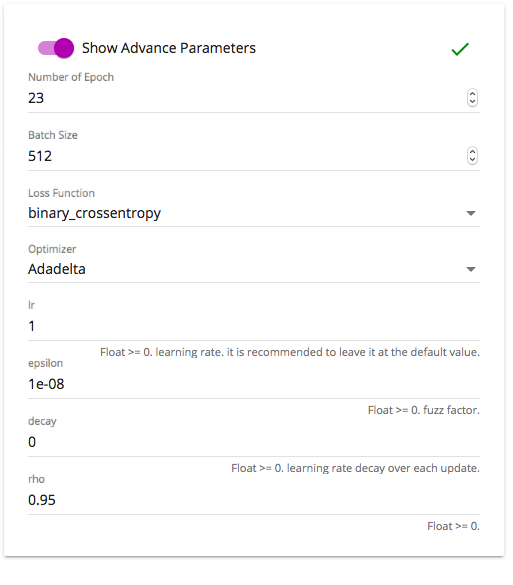 Show Advance Parameters
Number of Epoch
23
Batch Size
512
Loss Function
binary_crossentropy
Optimizer
Adadelta
lr
1
Float >= 0. learning rate. it is recommended to leave it at the default value.
epsilon
1e-08
Float >= 0. fuzz factor.
decay
0
Float >= 0. learning rate decay over each update.
rho
0.95
Float >= 0.